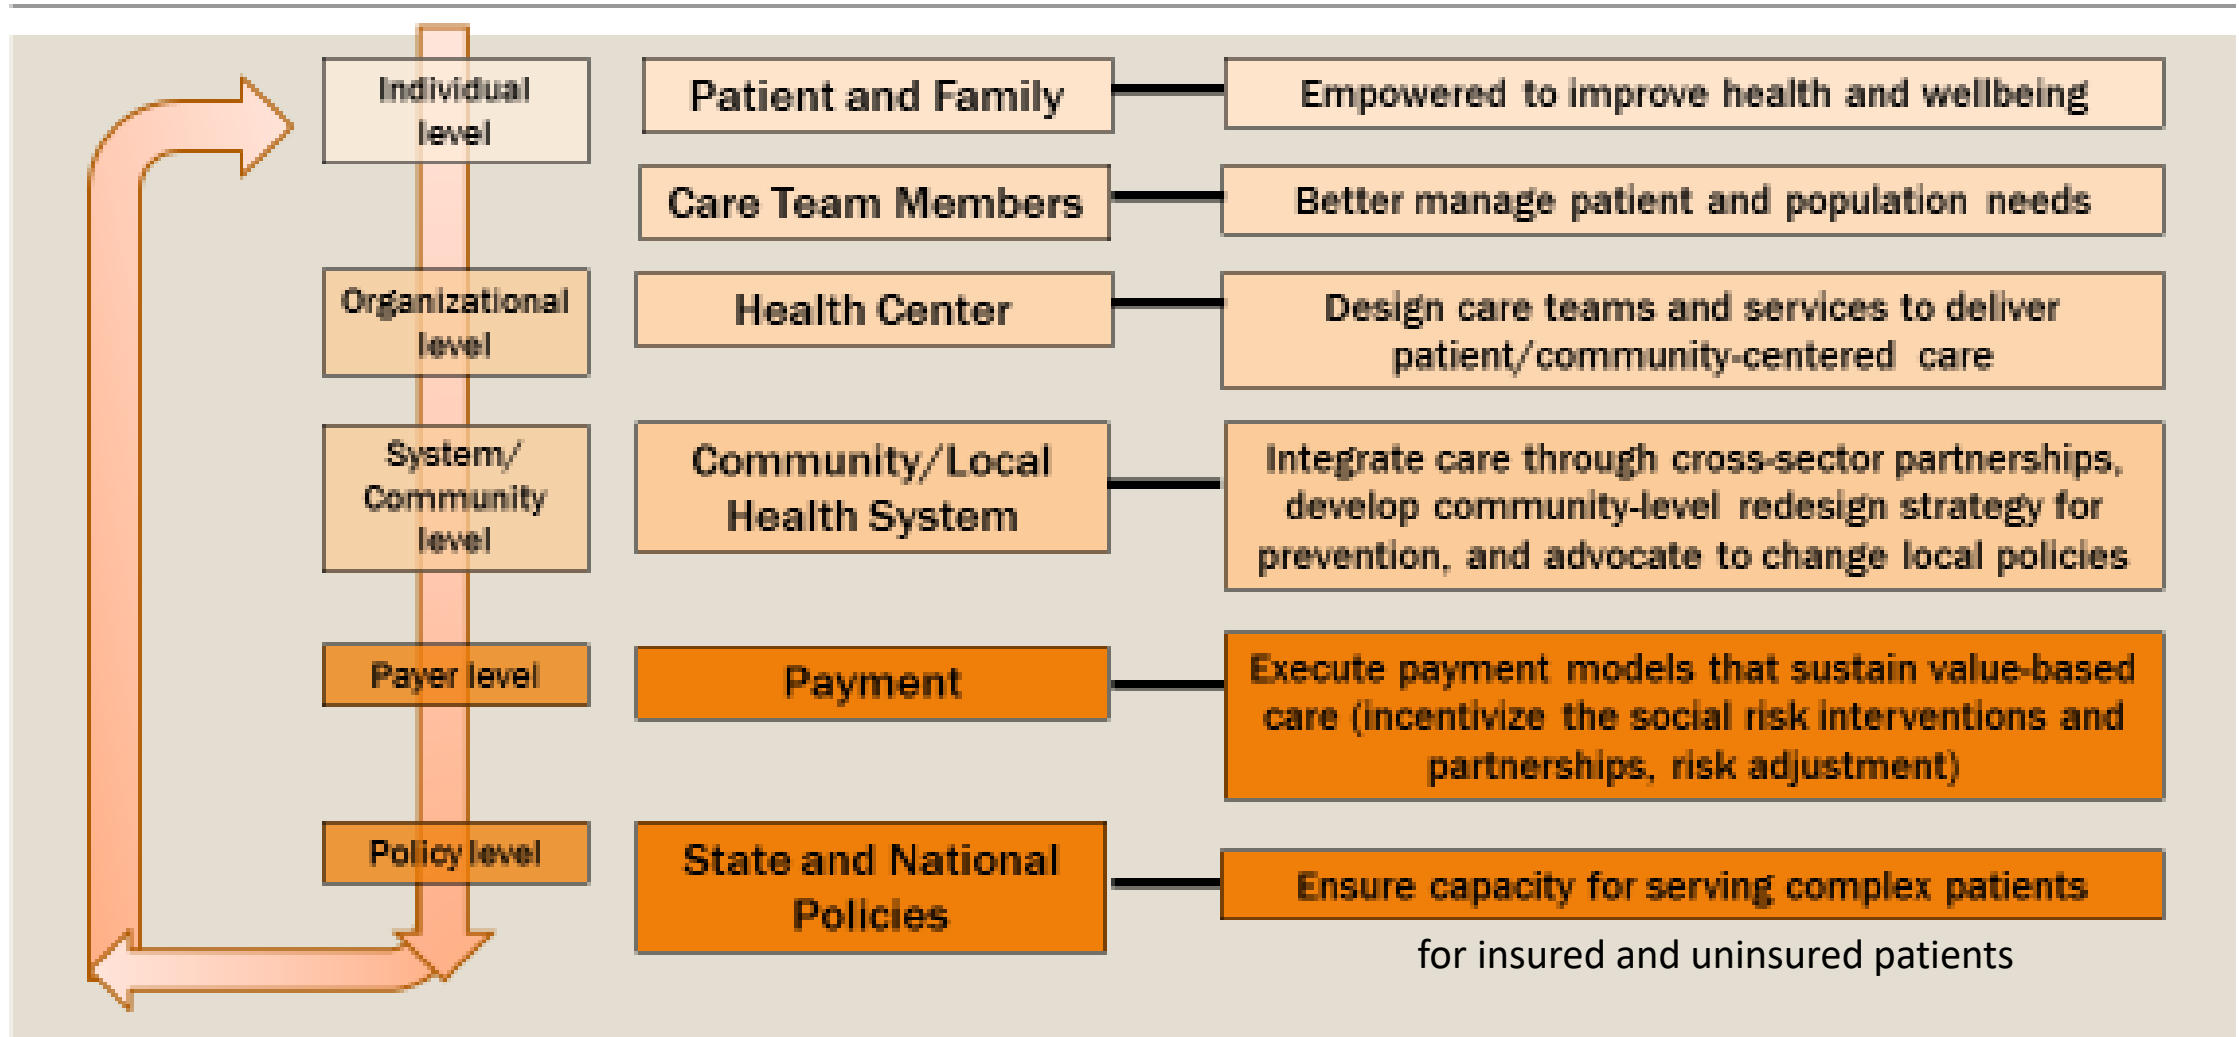 Individual
level
Patient and Family
Empowered to improve health and wellbeing
Care Team Members
Better manage patient and population needs
Organizational
level
Health Center
Design care teams and services to deliver
patient/community-centered care
System/
Community
level
Community/Local
Health System
Integrate care through cross-sector partnerships,
develop community-level redesign strategy for
prevention, and advocate to change local policies
Payer level
Payment
Execute payment models that sustain value-based
care (incentivize the social risk interventions and
partnerships, risk adjustment)
Policy level
State and National
Policies
Ensure capacity for serving complex patients
for insured and uninsured patients